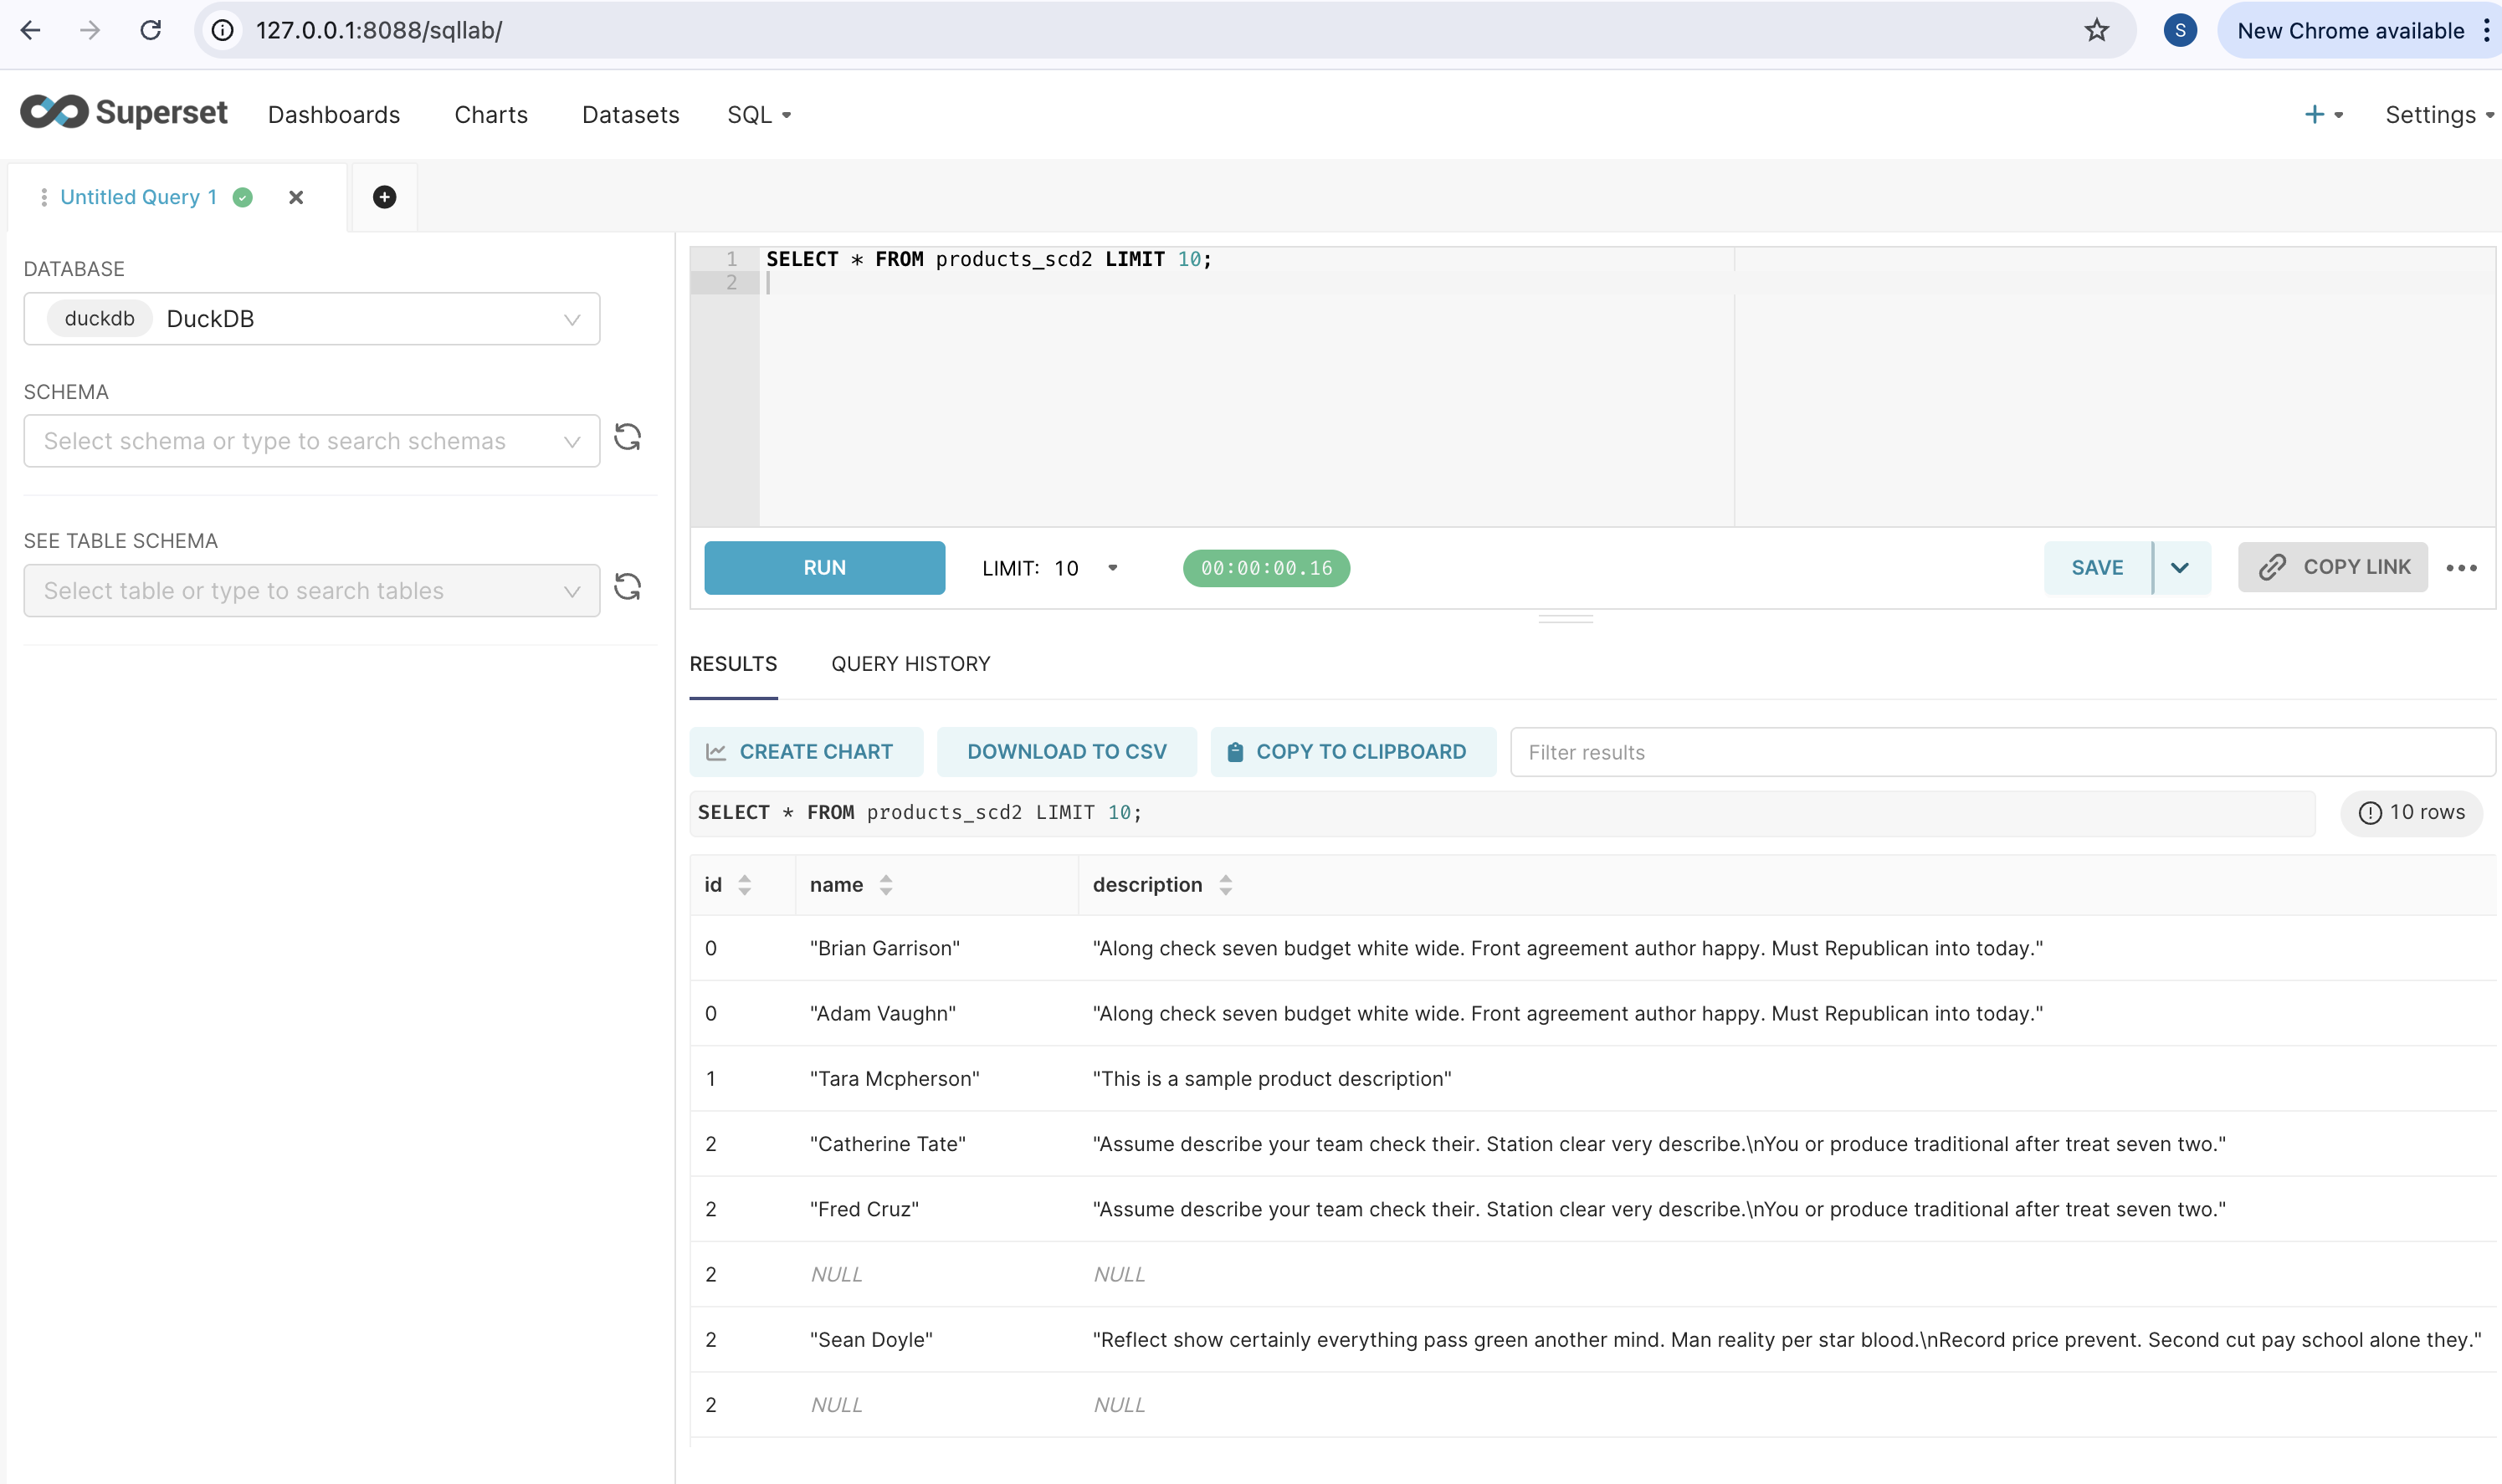 127.0.0.1:8088/sqllab/
S
New Chrome available
Superset
Dashboards
Charts
Datasets
SQL
+
Settings
Untitled Query 1
DATABASE
duckdb DuckDB
SCHEMA
Select schema or type to search schemas
SEE TABLE SCHEMA
Select table or type to search tables
1 SELECT * FROM products_scd2 LIMIT 10;
2
RUN
LIMIT: 10
00:00:00.16
SAVE
COPY LINK
RESULTS
QUERY HISTORY
CREATE CHART
DOWNLOAD TO CSV
COPY TO CLIPBOARD
Filter results
SELECT * FROM products_scd2 LIMIT 10;
10 rows
id name description
0 "Brian Garrison" "Along check seven budget white wide. Front agreement author happy. Must Republican into today."
0 "Adam Vaughn" "Along check seven budget white wide. Front agreement author happy. Must Republican into today."
1 "Tara Mcpherson" "This is a sample product description"
2 "Catherine Tate" "Assume describe your team check their. Station clear very describe.\nYou or produce traditional after treat seven two."
2 "Fred Cruz" "Assume describe your team check their. Station clear very describe.\nYou or produce traditional after treat seven two."
2 NULL NULL
2 "Sean Doyle" "Reflect show certainly everything pass green another mind. Man reality per star blood.\nRecord price prevent. Second cut pay school alone they."
2 NULL NULL